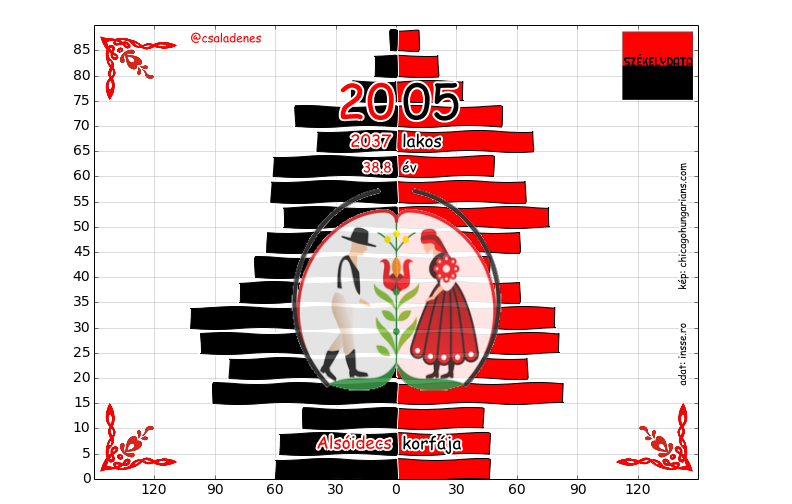 @csaladenes
SZÉKELYDATA
2005
2037 lakos
38.8 év
kép: chicagohungarians.com
adat: insse.ro
Alsóidecs korfája
85
80
75
70
65
60
55
50
45
40
35
30
25
20
15
10
5
0
120 90 60 30 0 30 60 90 120